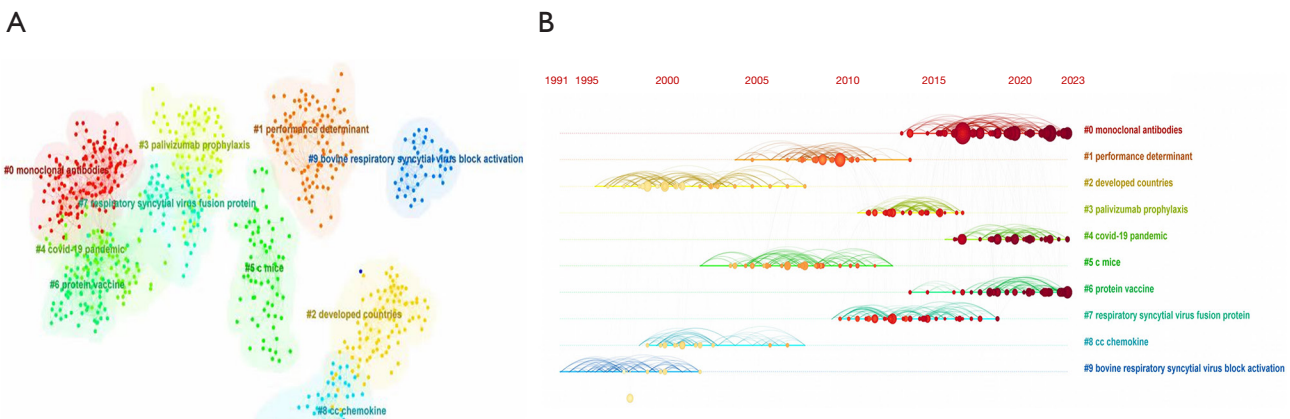 A
#1 performance determinant
#3 palivizumab prophylaxis
#9 bovine respiratory syncytial virus block activation
#0 monoclonal antibodies
#7 respiratory syncytial virus fusion protein
#4 covid-19 pandemic
#5 c mice
#6 protein vaccine
#2 developed countries
#8 cc chemokine
B
1991 1995 2000 2005 2010 2015 2020 2023
#0 monoclonal antibodies
#1 performance determinant
#2 developed countries
#3 palivizumab prophylaxis
#4 covid-19 pandemic
#5 c mice
#6 protein vaccine
#7 respiratory syncytial virus fusion protein
#8 cc chemokine
#9 bovine respiratory syncytial virus block activation